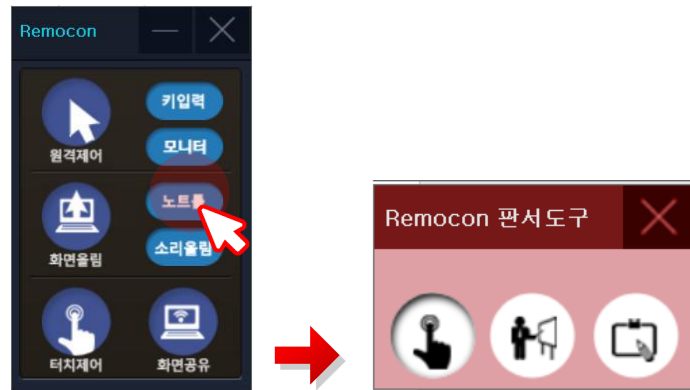 Remocon
키입력
원격제어
모니터
노트툴
화면올림
소리올림
터치제어
화면공유
Remocon 판서도구